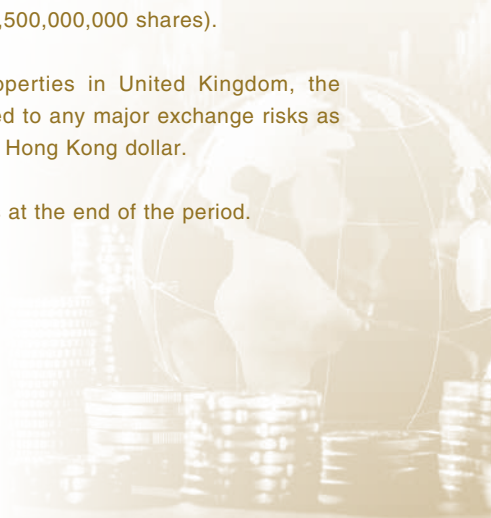 ,500,000,000 shares).
operties in United Kingdom, the
ed to any major exchange risks as
Hong Kong dollar.
at the end of the period.